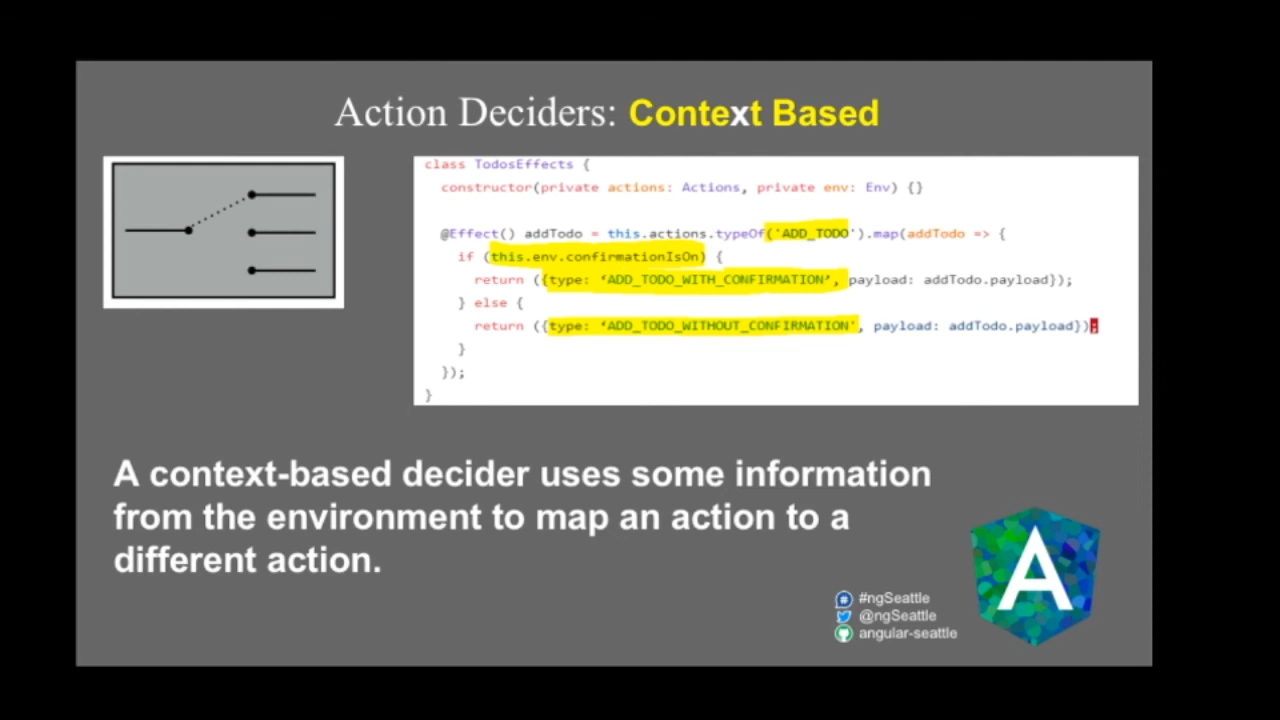 Action Deciders: Context Based
class TodosEffects {
constructor(private actions: Actions, private env: Env) {}
@Effect() addTodo = this.actions.typeOf('ADD_TODO').map(addTodo => {
if (this.env.confirmationIsOn) {
return ({type: ‘ADD_TODO_WITH_CONFIRMATION’, payload: addTodo.payload});
} else {
return ({type: ‘ADD_TODO_WITHOUT_CONFIRMATION', payload: addTodo.payload});
}
});
}
A context-based decider uses some information
from the environment to map an action to a
different action.
#ngSeattle
@ngSeattle
angular-seattle
A